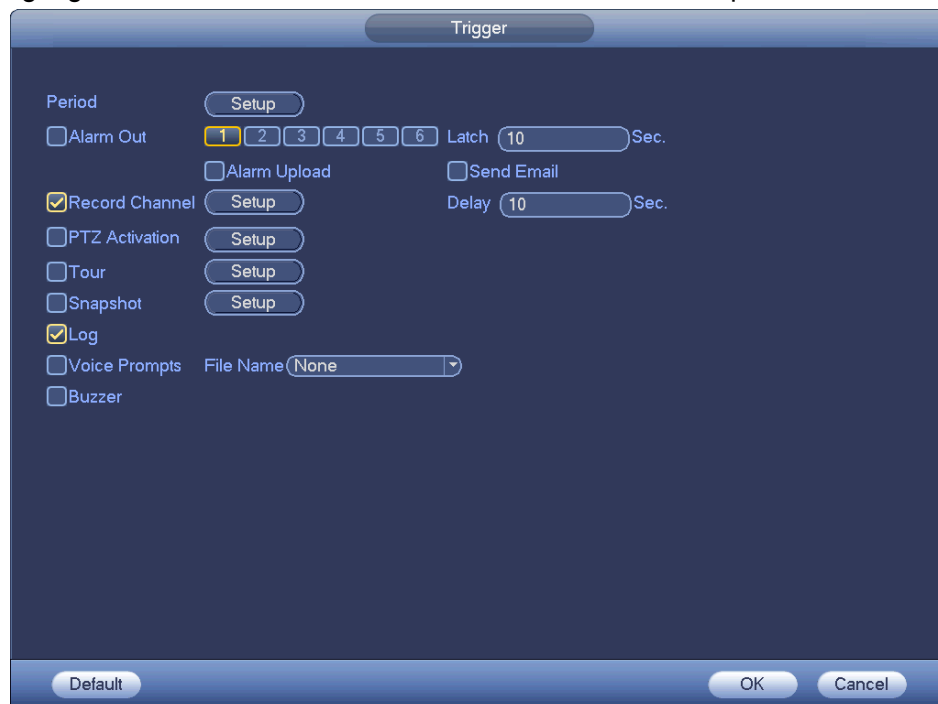 Trigger
Period Setup
Alarm Out 1 2 3 4 5 6 Latch 10 Sec.
Alarm Upload Send Email
Record Channel Setup Delay 10 Sec.
PTZ Activation Setup
Tour Setup
Snapshot Setup
Log
Voice Prompts File Name None
Buzzer
Default OK Cancel